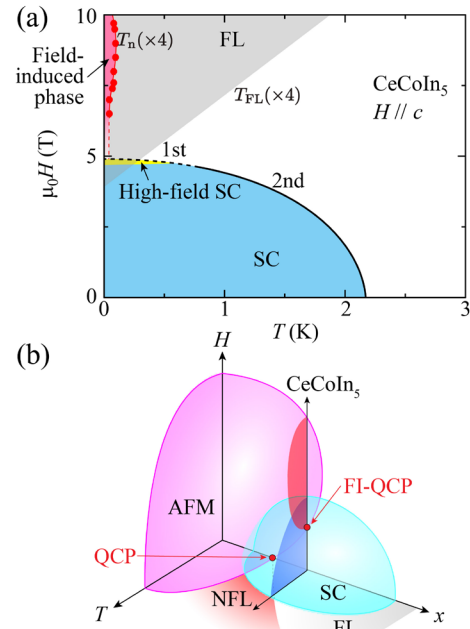 (a)
10
5
0
0
1
2
3
μ₀H (T)
T (K)
Field-
induced
phase
Tₙ(×4)
FL
T_FL(×4)
CeCoIn₅
H // c
1st
2nd
High-field SC
SC
(b)
H
CeCoIn₅
AFM
FI-QCP
QCP
T
NFL
SC
x
FL